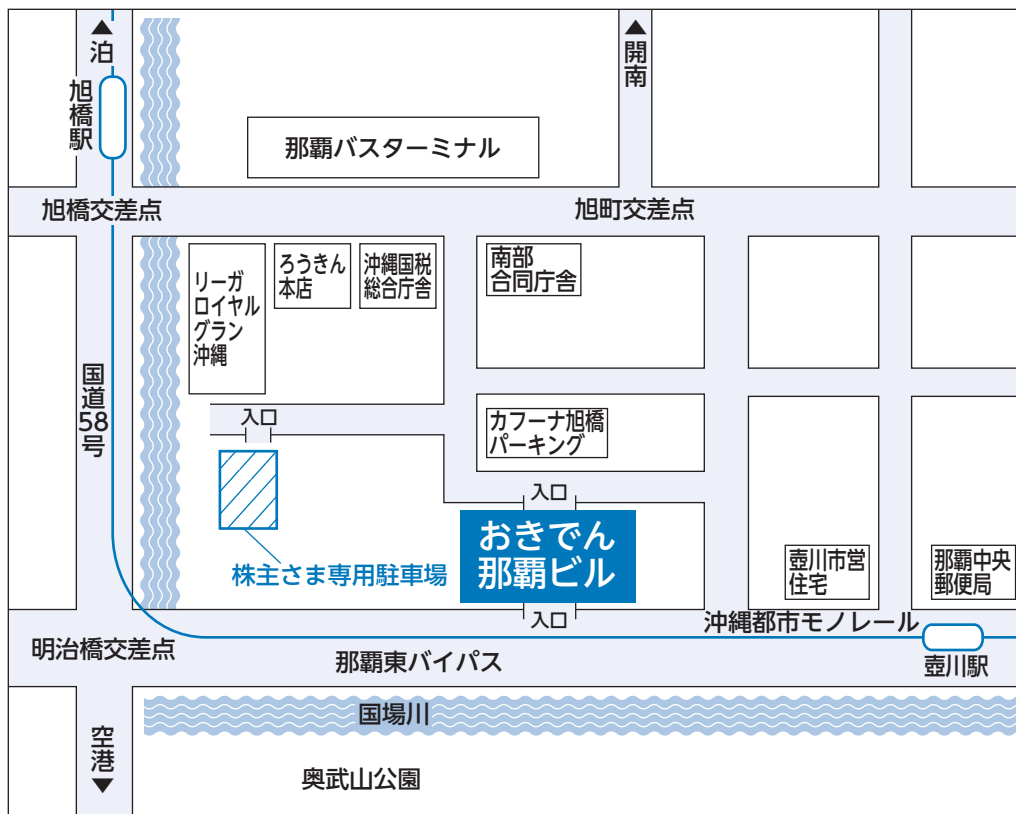 ▲
泊
旭橋駅
▲
開南
那覇バスターミナル
旭橋交差点
旭町交差点
リーガ
ロイヤル
グラン
沖縄
ろうきん
本店
沖縄国税
総合庁舎
南部
合同庁舎
国道58号
入口
カフーナ旭橋
パーキング
入口
おきでん
那覇ビル
株主さま専用駐車場
壺川市営
住宅
那覇中央
郵便局
入口
沖縄都市モノレール
明治橋交差点
那覇東バイパス
壺川駅
国場川
空港
▼
奥武山公園